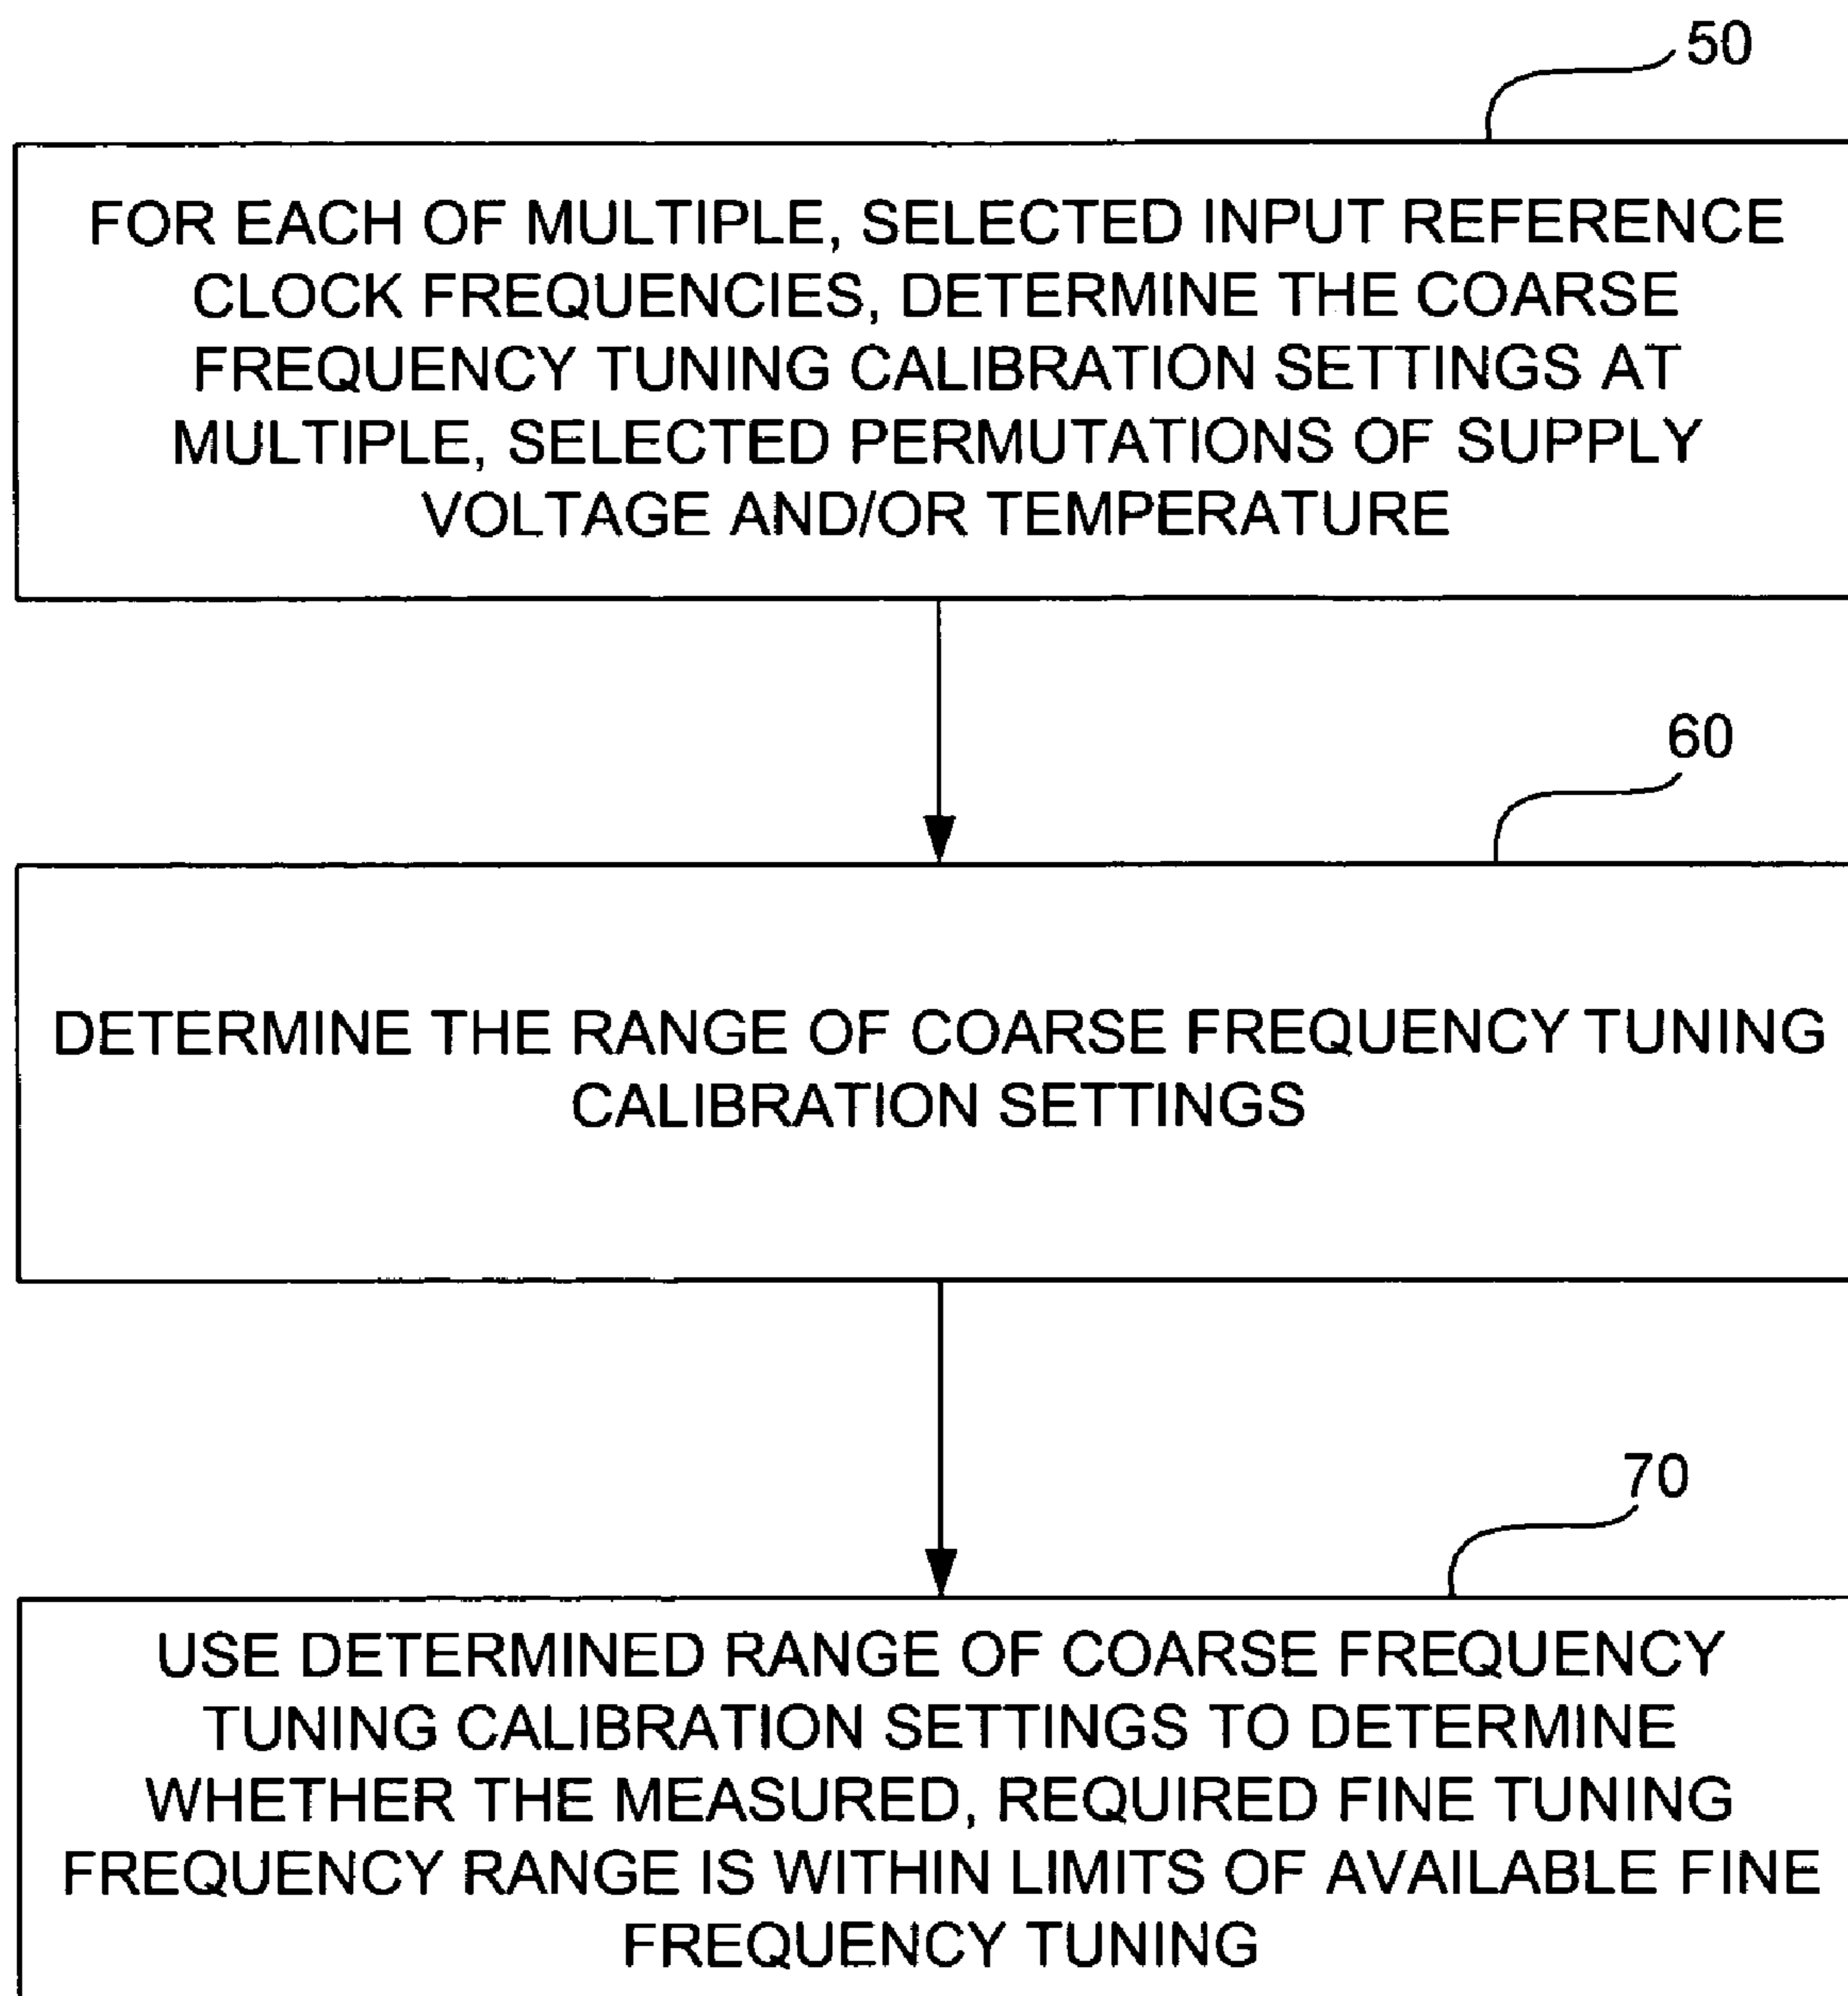 50
FOR EACH OF MULTIPLE, SELECTED INPUT REFERENCE
CLOCK FREQUENCIES, DETERMINE THE COARSE
FREQUENCY TUNING CALIBRATION SETTINGS AT
MULTIPLE, SELECTED PERMUTATIONS OF SUPPLY
VOLTAGE AND/OR TEMPERATURE
60
DETERMINE THE RANGE OF COARSE FREQUENCY TUNING
CALIBRATION SETTINGS
70
USE DETERMINED RANGE OF COARSE FREQUENCY
TUNING CALIBRATION SETTINGS TO DETERMINE
WHETHER THE MEASURED, REQUIRED FINE TUNING
FREQUENCY RANGE IS WITHIN LIMITS OF AVAILABLE FINE
FREQUENCY TUNING